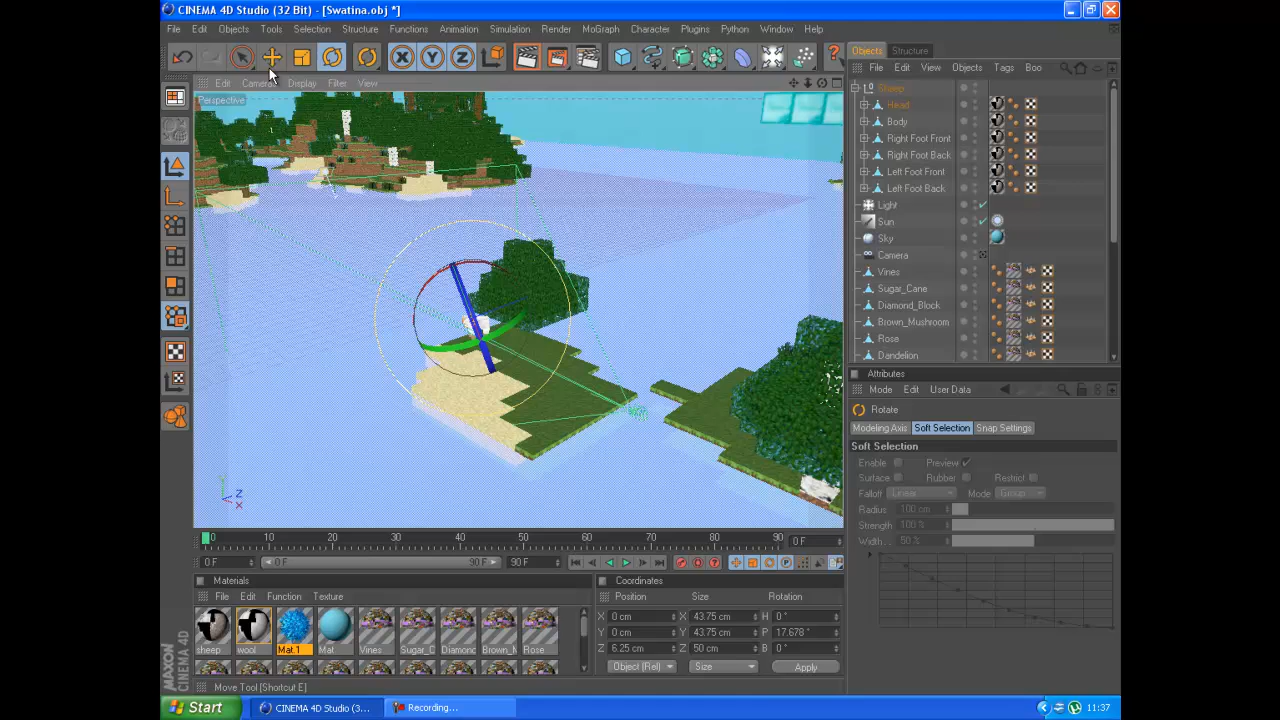 CINEMA 4D Studio (32 Bit) - [Swatina.obj *]
File Edit Objects Tools Selection Structure Functions Animation Simulation Render MoGraph Character Plugins Window Help
Objects Structure
File Edit View Objects Tags Boo
Edit Cameras Display Filter View
Perspective
Head
Body
Right Foot Front
Right Foot Back
Left Foot Front
Left Foot Back
Light
Sun
Sky
Camera
Vines
Sugar_Cane
Diamond_Block
Brown_Mushroom
Rose
Dandelion
Attributes
Mode Edit User Data
Rotate
Modeling Axis Soft Selection Snap Settings
Soft Selection
Enable Preview
Surface Rubber Restrict
Falloff Linear Mode Group
Radius 100 cm
Strength 100 %
Width 50 %
Z
X
0 10 20 30 40 50 60 70 80 90 0 F
0 F 0 F 90 F 90 F
Materials
File Edit Function Texture
sheep wool Mat.1 Mat Vines Sugar_C Diamond Brown_M Rose
Coordinates
Position Size Rotation
X 0 cm X 43.75 cm H 0 °
Y 0 cm Y 43.75 cm P 17.678 °
Z 6.25 cm Z 50 cm B 0 °
Object (Rel) Size Apply
MAXON CINEMA 4D
Move Tool [Shortcut E]
Start CINEMA 4D Studio (3... Recording... 11:37